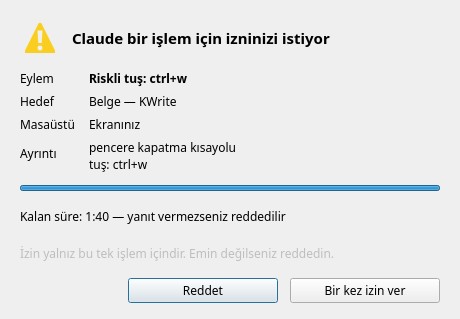 Claude bir işlem için izninizi istiyor
Eylem Riskli tuş: ctrl+w
Hedef Belge — KWrite
Masaüstü Ekranınız
Ayrıntı pencere kapatma kısayolu
tuş: ctrl+w
Kalan süre: 1:40 — yanıt vermezseniz reddedilir
İzin yalnız bu tek işlem içindir. Emin değilseniz reddedin.
Reddet Bir kez izin ver